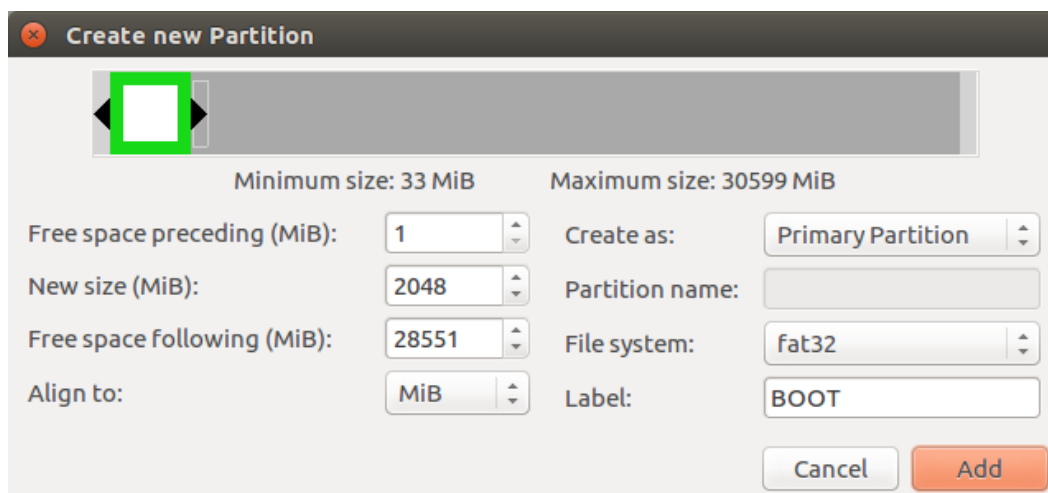 Create new Partition
Minimum size: 33 MiB Maximum size: 30599 MiB
Free space preceding (MiB): 1 Create as: Primary Partition
New size (MiB): 2048 Partition name:
Free space following (MiB): 28551 File system: fat32
Align to: MiB Label: BOOT
Cancel Add